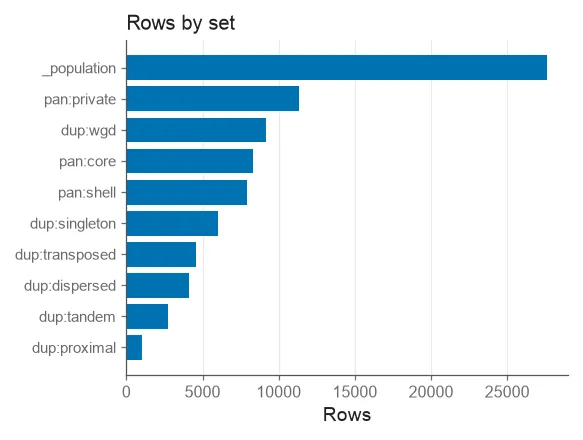 Rows by set
_population
pan:private
dup:wgd
pan:core
pan:shell
dup:singleton
dup:transposed
dup:dispersed
dup:tandem
dup:proximal
0 5000 10000 15000 20000 25000
Rows